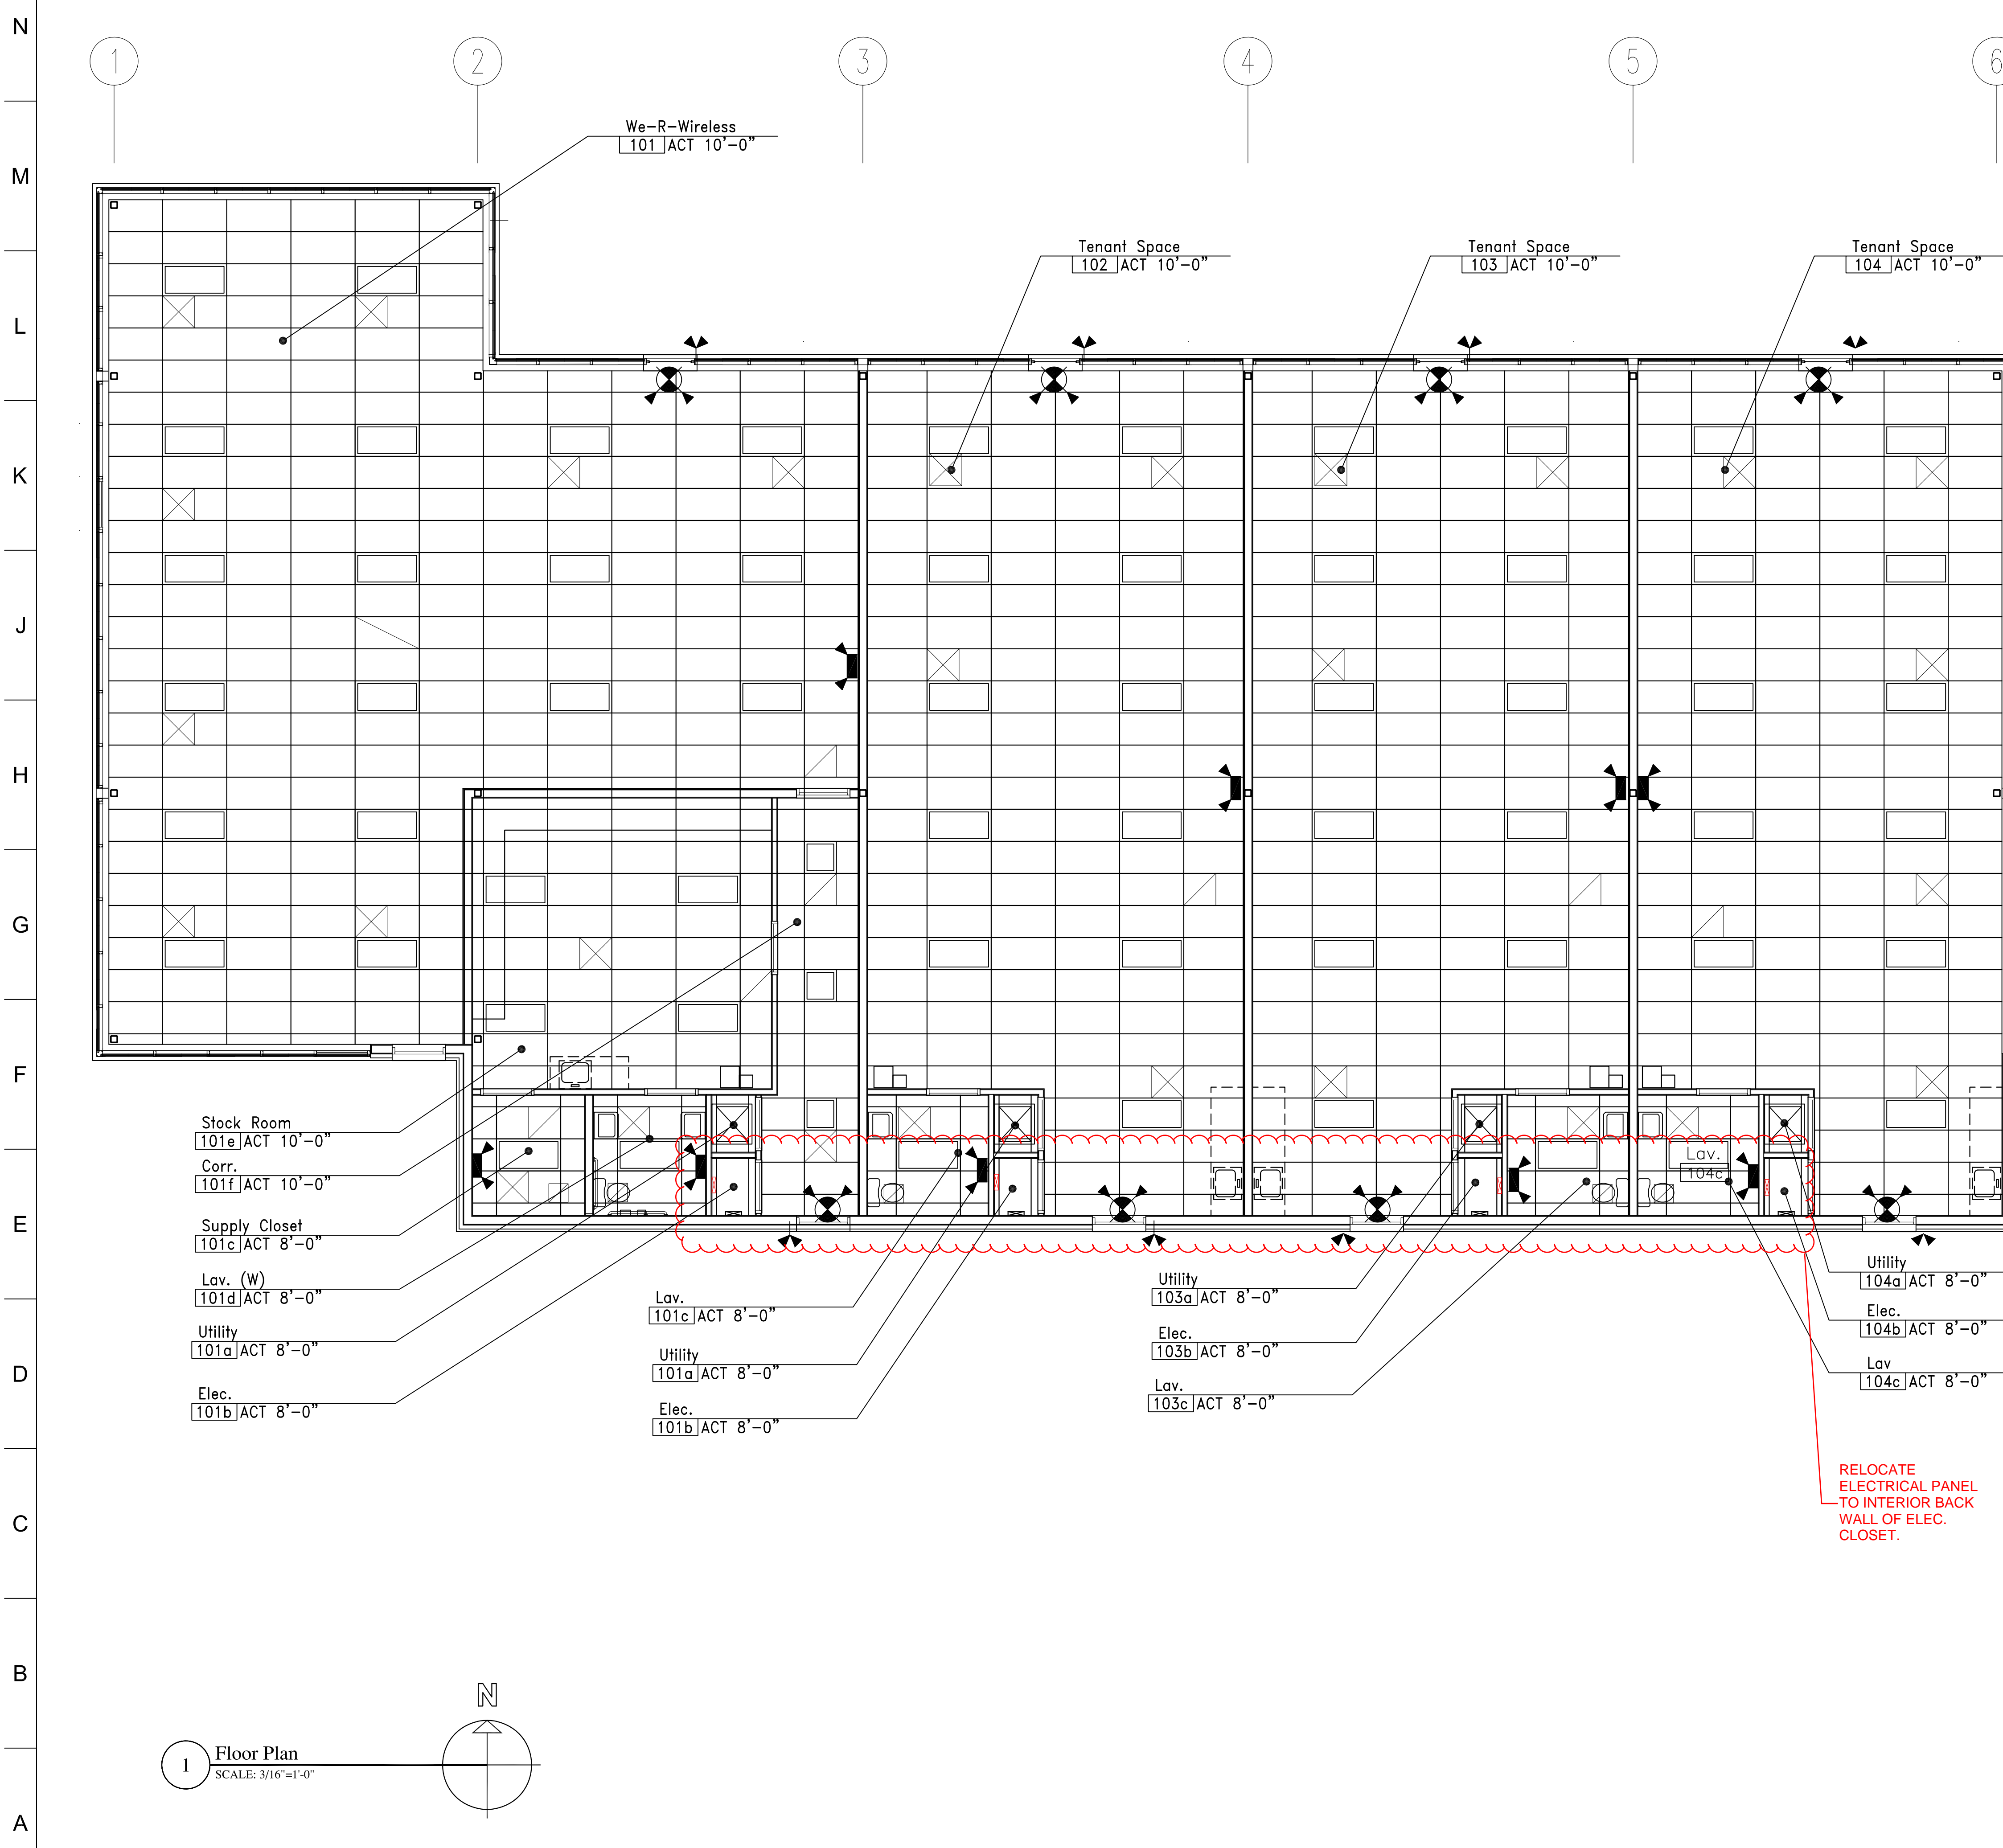 N
1
2
3
4
5
6
We-R-Wireless
101 ACT 10'-0"
M
Tenant Space
102 ACT 10'-0"
Tenant Space
103 ACT 10'-0"
Tenant Space
104 ACT 10'-0"
L
K
J
H
G
F
Stock Room
101e ACT 10'-0"
Corr.
101f ACT 10'-0"
Supply Closet
101c ACT 8'-0"
Lav. (W)
101d ACT 8'-0"
Utility
101a ACT 8'-0"
Elec.
101b ACT 8'-0"
Lav.
101c ACT 8'-0"
Utility
101a ACT 8'-0"
Elec.
101b ACT 8'-0"
Utility
103a ACT 8'-0"
Elec.
103b ACT 8'-0"
Lav.
103c ACT 8'-0"
Lav.
104c
Utility
104a ACT 8'-0"
Elec.
104b ACT 8'-0"
Lav
104c ACT 8'-0"
E
D
RELOCATE
ELECTRICAL PANEL
TO INTERIOR BACK
WALL OF ELEC.
CLOSET.
C
B
N
1
Floor Plan
SCALE: 3/16"=1'-0"
A